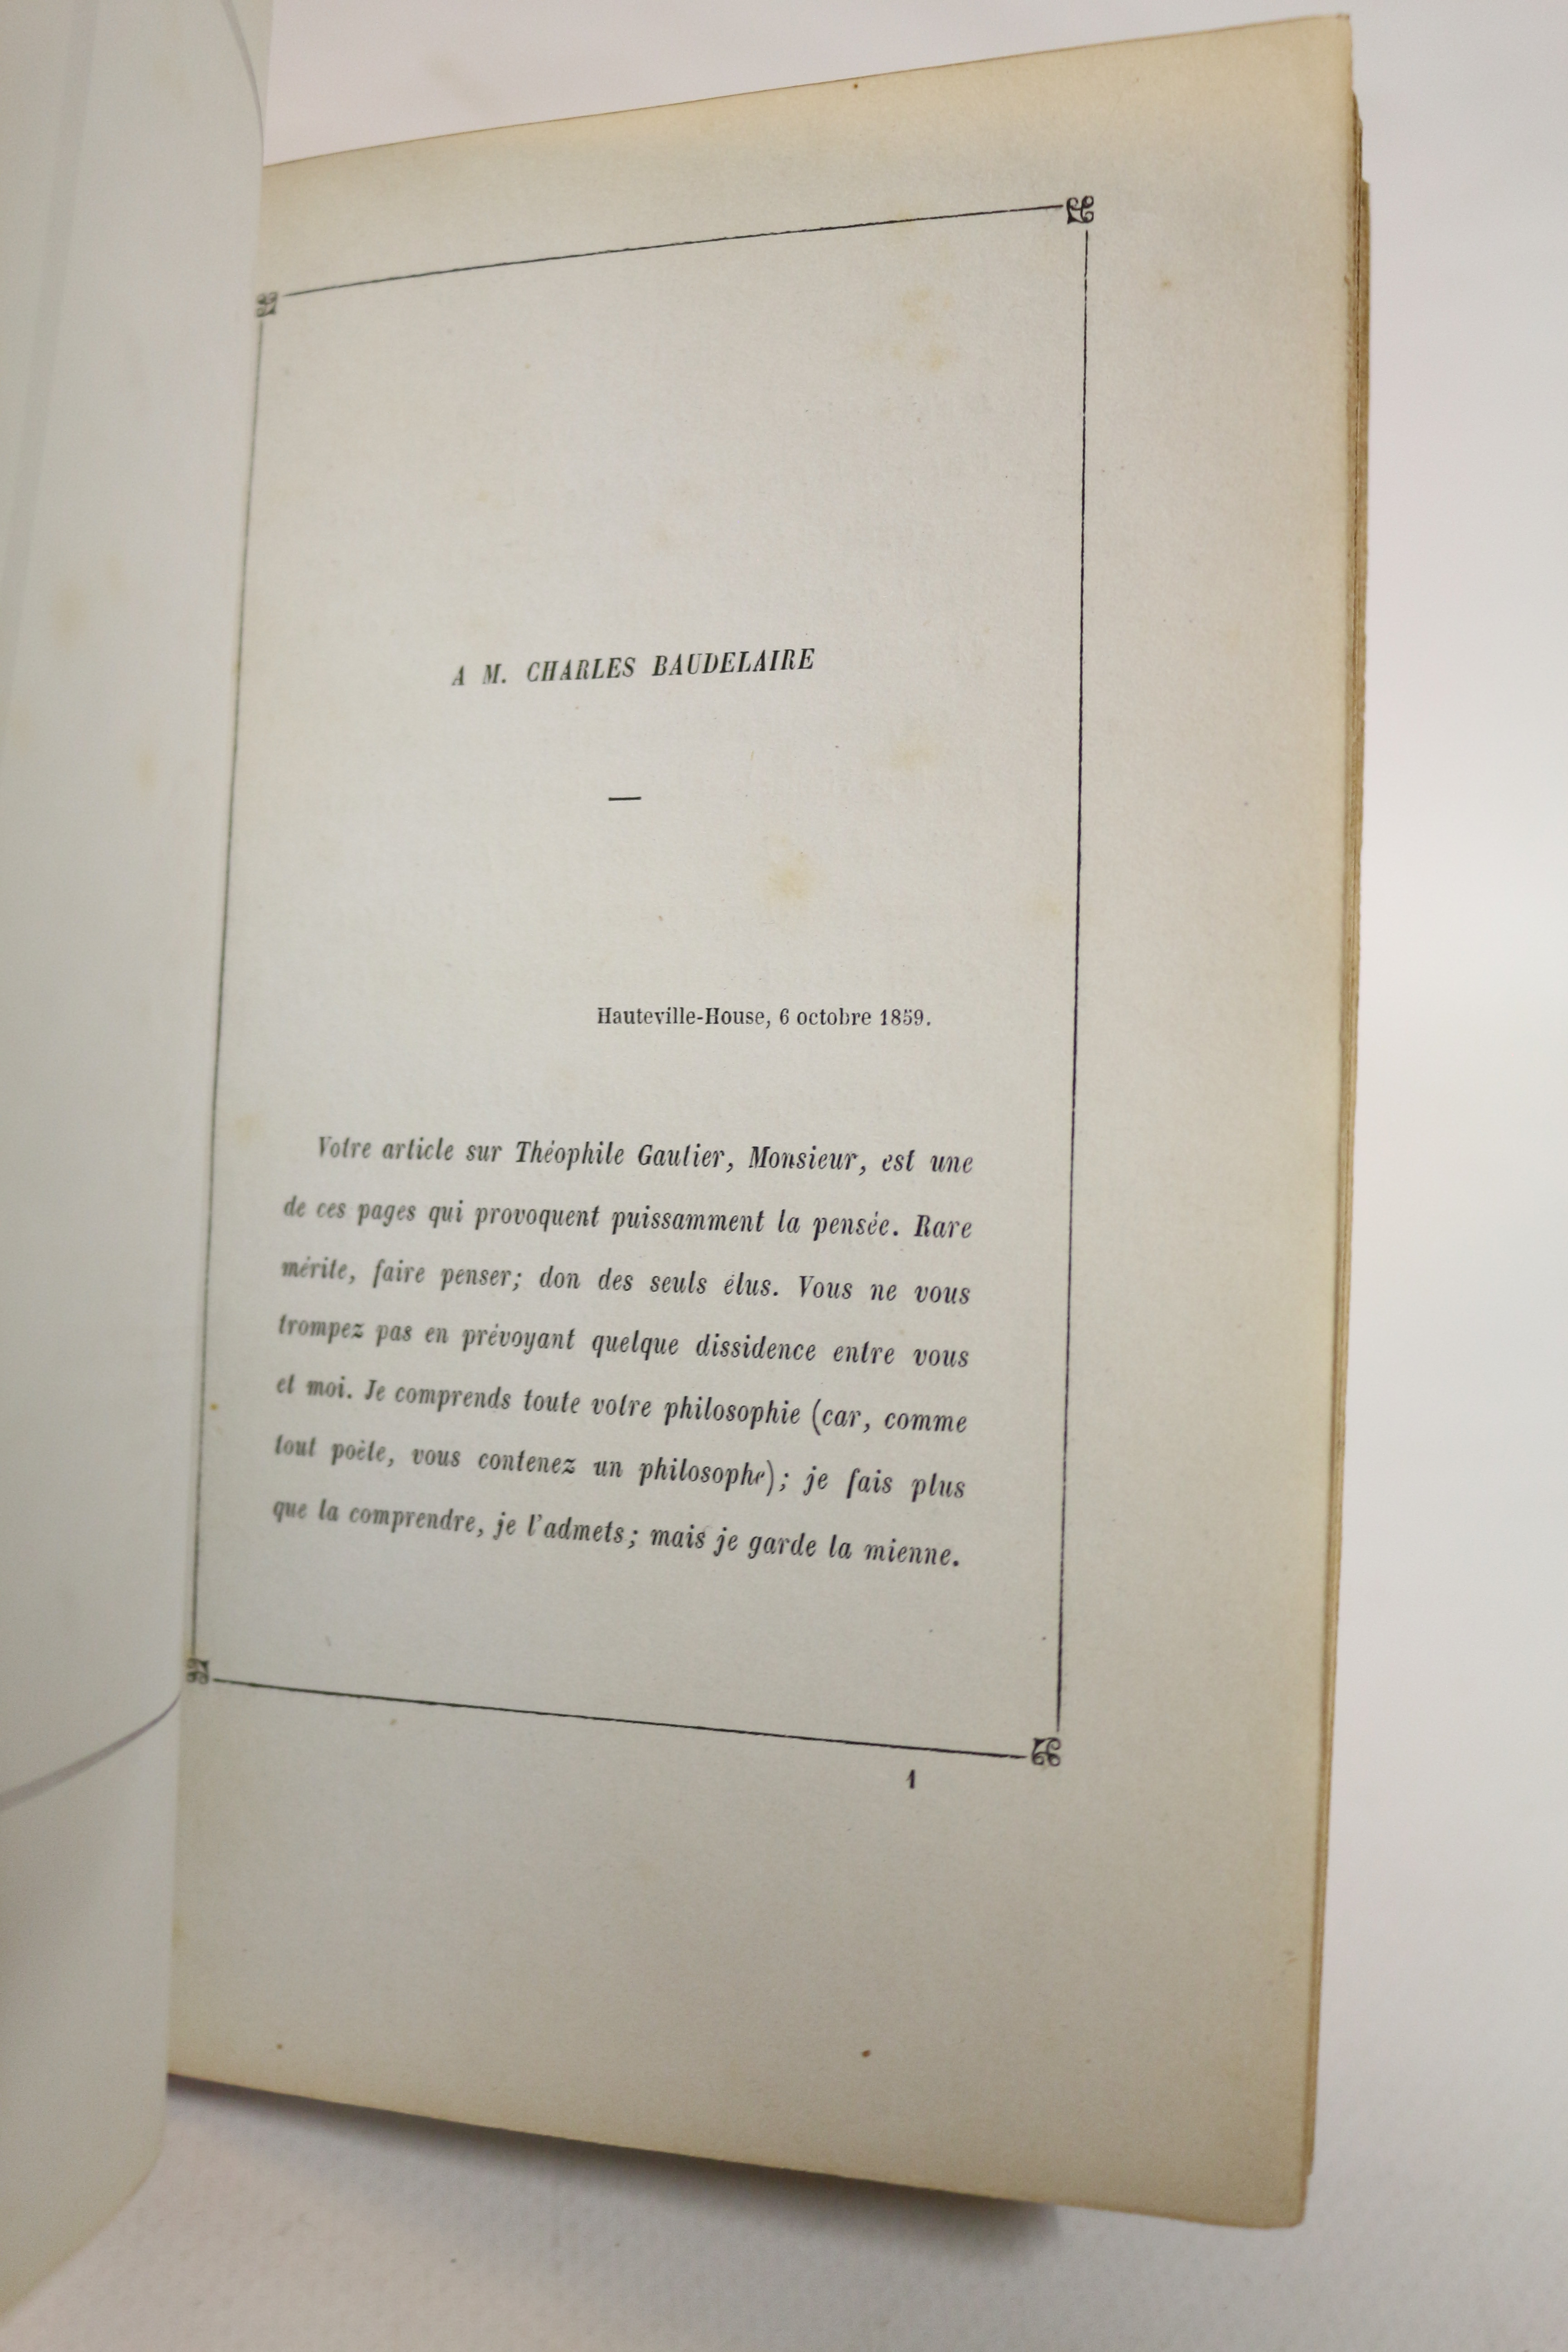 A M. CHARLES BAUDELAIRE
—
Hauteville-House, 6 octobre 1859.
Votre article sur Théophile Gautier, Monsieur, est une
de ces pages qui provoquent puissamment la pensée. Rare
mérite, faire penser; don des seuls élus. Vous ne vous
trompez pas en prévoyant quelque dissidence entre vous
et moi. Je comprends toute votre philosophie (car, comme
tout poëte, vous contenez un philosophe); je fais plus
que la comprendre, je l'admets; mais je garde la mienne.
1